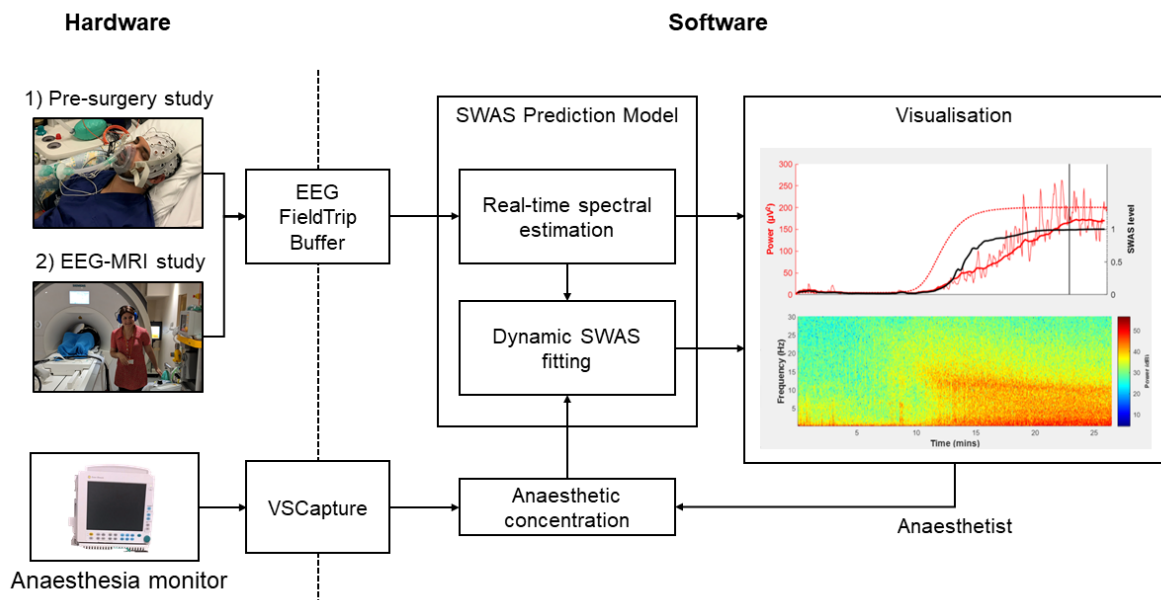 Hardware
Software
1) Pre-surgery study
2) EEG-MRI study
EEG
FieldTrip
Buffer
SWAS Prediction Model
Real-time spectral
estimation
Dynamic SWAS
fitting
Visualisation
300
250
200
150
100
50
0
Power (µV²)
1
0.5
0
SWAS level
30
25
20
15
10
5
Frequency (Hz)
5
10
15
20
25
Time (mins)
50
40
30
20
10
Power (dB)
VSCapture
Anaesthetic
concentration
Anaesthetist
Anaesthesia monitor